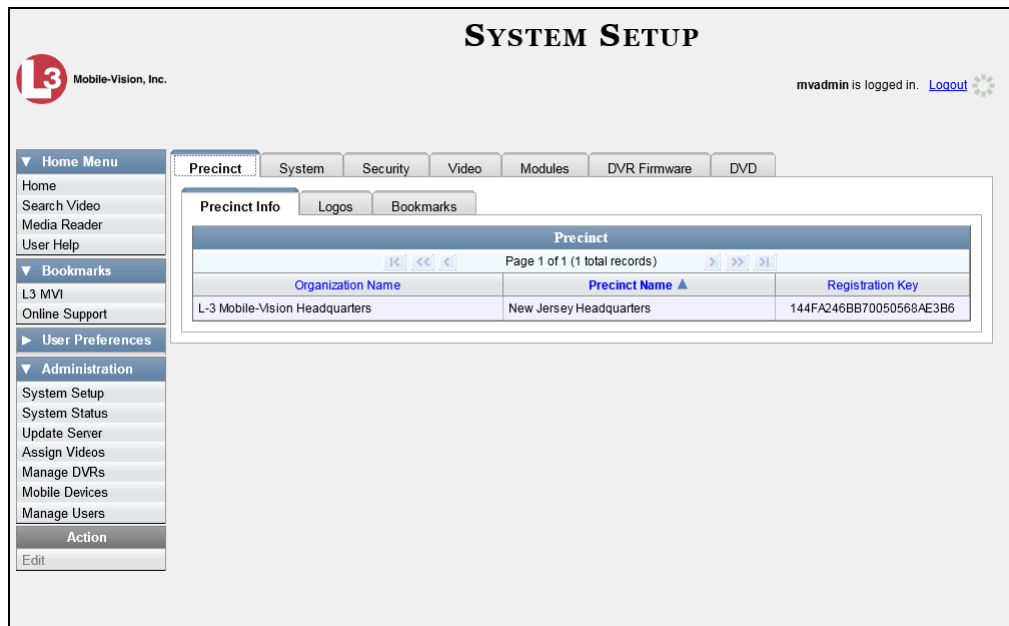 SYSTEM SETUP
L3 Mobile-Vision, Inc.
mvadmin is logged in. Logout
▼ Home Menu
Home
Search Video
Media Reader
User Help
▼ Bookmarks
L3 MVI
Online Support
▶ User Preferences
▼ Administration
System Setup
System Status
Update Server
Assign Videos
Manage DVRs
Mobile Devices
Manage Users
Action
Edit
Precinct System Security Video Modules DVR Firmware DVD
Precinct Info Logos Bookmarks
Precinct
|< << < Page 1 of 1 (1 total records) > >> >|
Organization Name Precinct Name ▲ Registration Key
L-3 Mobile-Vision Headquarters New Jersey Headquarters 144FA246BB70050568AE3B6